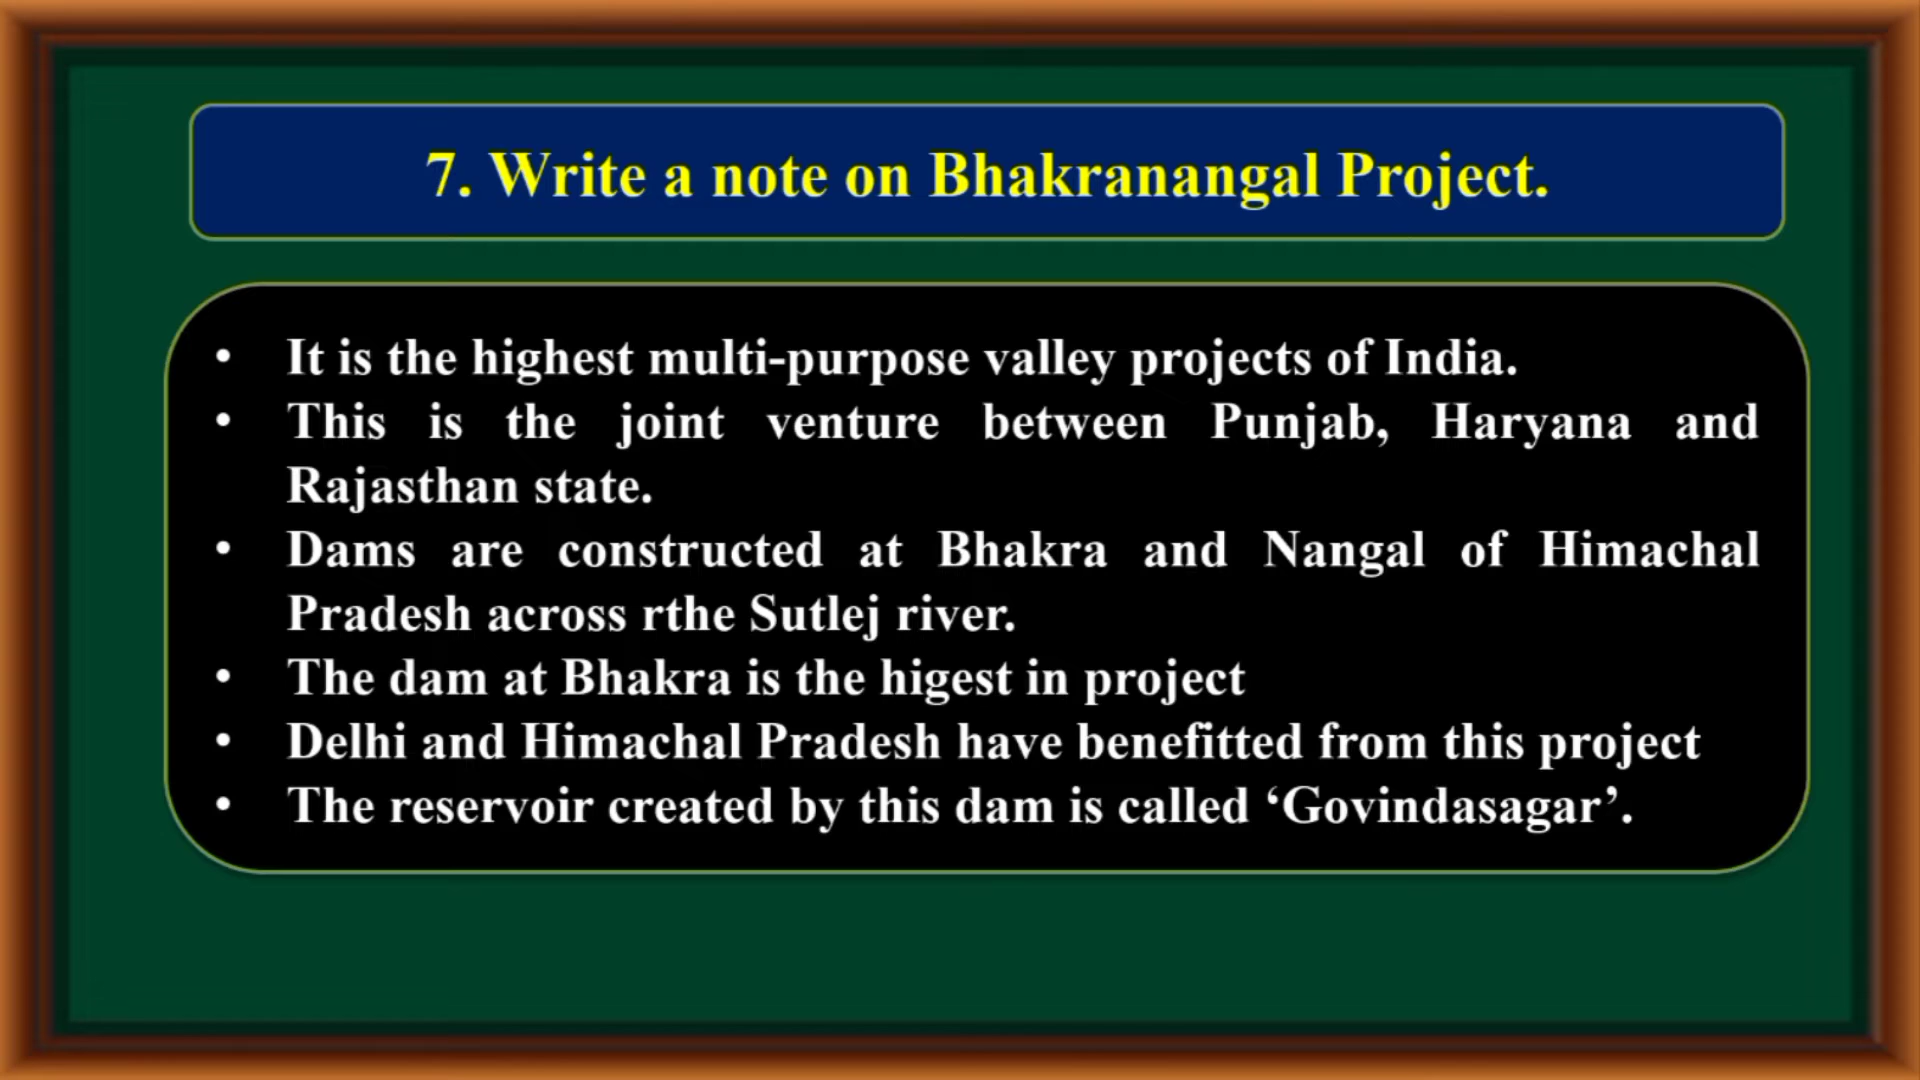 7. Write a note on Bhakranangal Project.
• It is the highest multi-purpose valley projects of India.
• This is the joint venture between Punjab, Haryana and
Rajasthan state.
• Dams are constructed at Bhakra and Nangal of Himachal
Pradesh across rthe Sutlej river.
• The dam at Bhakra is the higest in project
• Delhi and Himachal Pradesh have benefitted from this project
• The reservoir created by this dam is called ‘Govindasagar’.